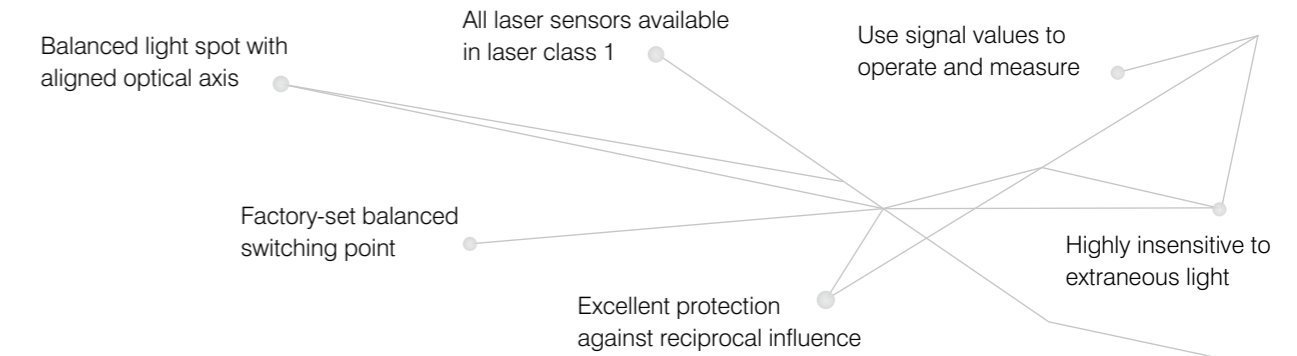 Balanced light spot with
aligned optical axis
All laser sensors available
in laser class 1
Use signal values to
operate and measure
Factory-set balanced
switching point
Highly insensitive to
extraneous light
Excellent protection
against reciprocal influence